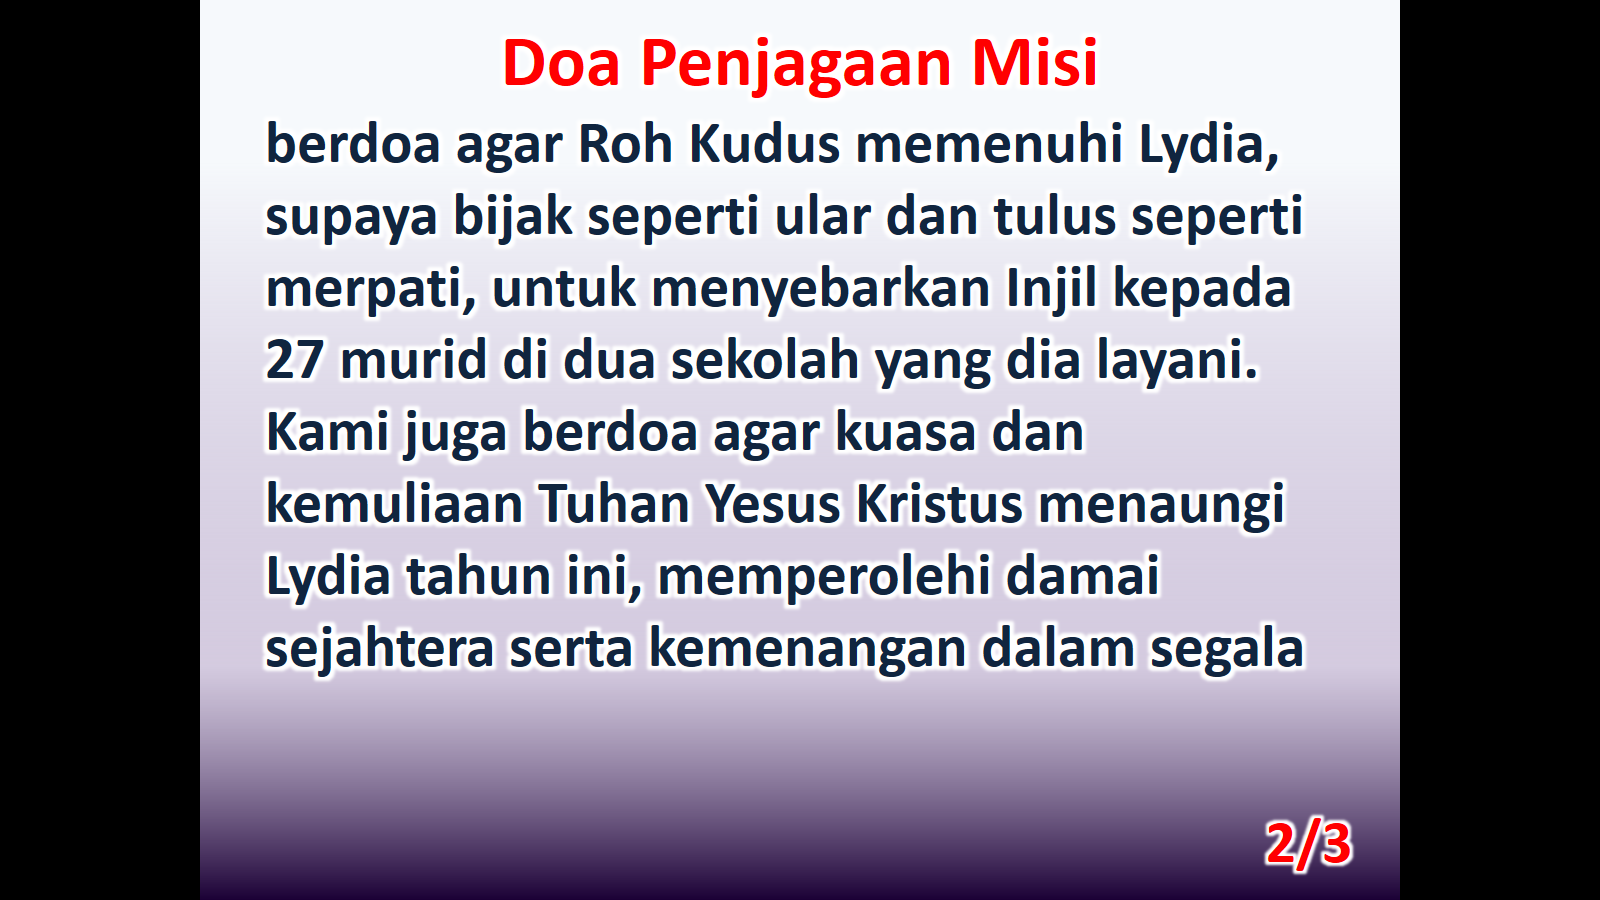 Doa Penjagaan Misi
berdoa agar Roh Kudus memenuhi Lydia,
supaya bijak seperti ular dan tulus seperti
merpati, untuk menyebarkan Injil kepada
27 murid di dua sekolah yang dia layani.
Kami juga berdoa agar kuasa dan
kemuliaan Tuhan Yesus Kristus menaungi
Lydia tahun ini, memperolehi damai
sejahtera serta kemenangan dalam segala
2/3